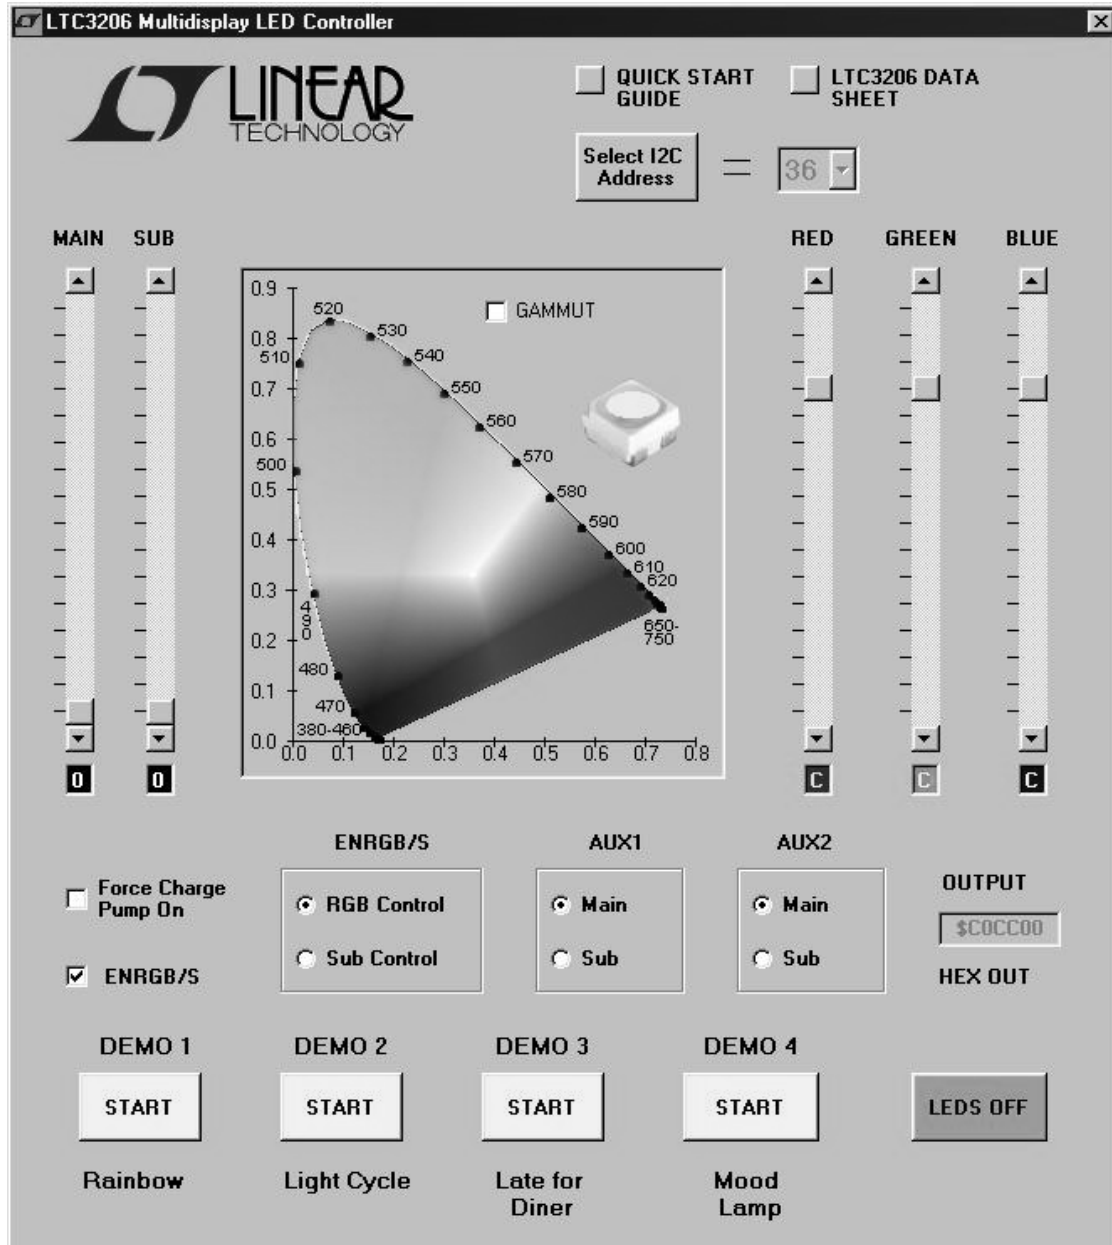 LTC3206 Multidisplay LED Controller
LINEAR
TECHNOLOGY
QUICK START
GUIDE
LTC3206 DATA
SHEET
Select I2C
Address
=
36
MAIN
SUB
RED
GREEN
BLUE
GAMMUT
0.9
0.8
0.7
0.6
0.5
0.4
0.3
0.2
0.1
0.0
520
530
510
540
550
560
570
500
580
590
600
610
620
490
650-
750
480
470
380-460
0.0
0.1
0.2
0.3
0.4
0.5
0.6
0.7
0.8
0
0
C
C
C
ENRGB/S
AUX1
AUX2
Force Charge
Pump On
RGB Control
Main
Main
OUTPUT
$C0CC00
ENRGB/S
Sub Control
Sub
Sub
HEX OUT
DEMO 1
DEMO 2
DEMO 3
DEMO 4
START
START
START
START
LEDS OFF
Rainbow
Light Cycle
Late for
Diner
Mood
Lamp